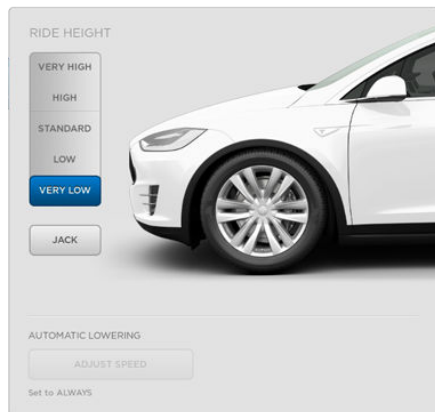 RIDE HEIGHT
VERY HIGH
HIGH
STANDARD
LOW
VERY LOW
JACK
AUTOMATIC LOWERING
ADJUST SPEED
Set to ALWAYS